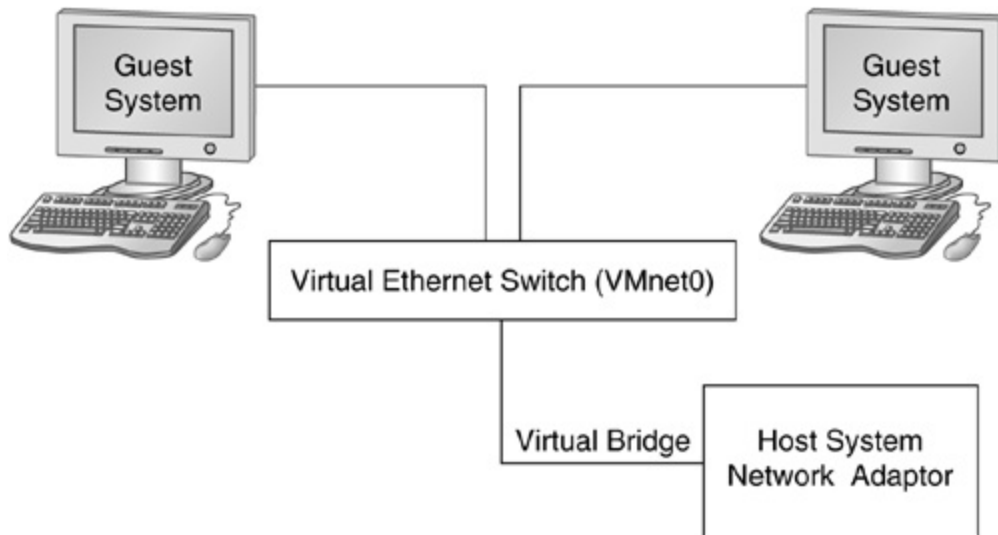 Guest
System
Guest
System
Virtual Ethernet Switch (VMnet0)
Virtual Bridge
Host System
Network Adaptor